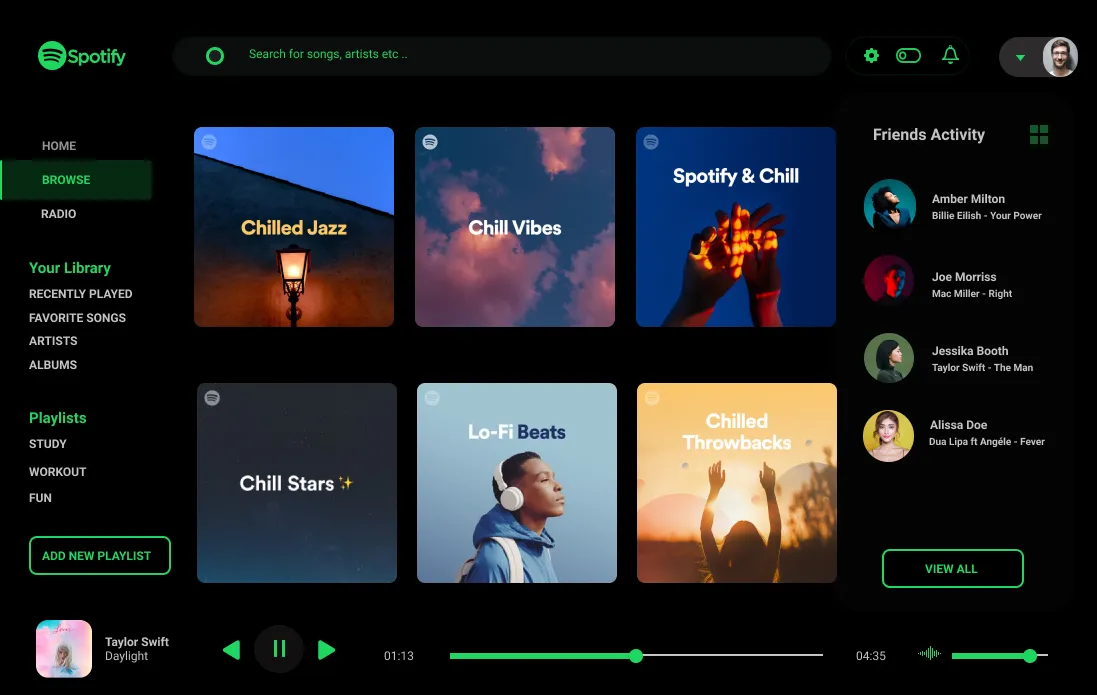 Spotify
Search for songs, artists etc ..
HOME
BROWSE
RADIO
Your Library
RECENTLY PLAYED
FAVORITE SONGS
ARTISTS
ALBUMS
Playlists
STUDY
WORKOUT
FUN
ADD NEW PLAYLIST
Chilled Jazz
Chill Vibes
Spotify & Chill
Chill Stars ✨
Lo-Fi Beats
Chilled
Throwbacks
Friends Activity
Amber Milton
Billie Eilish - Your Power
Joe Morriss
Mac Miller - Right
Jessika Booth
Taylor Swift - The Man
Alissa Doe
Dua Lipa ft Angéle - Fever
VIEW ALL
Taylor Swift
Daylight
01:13
04:35